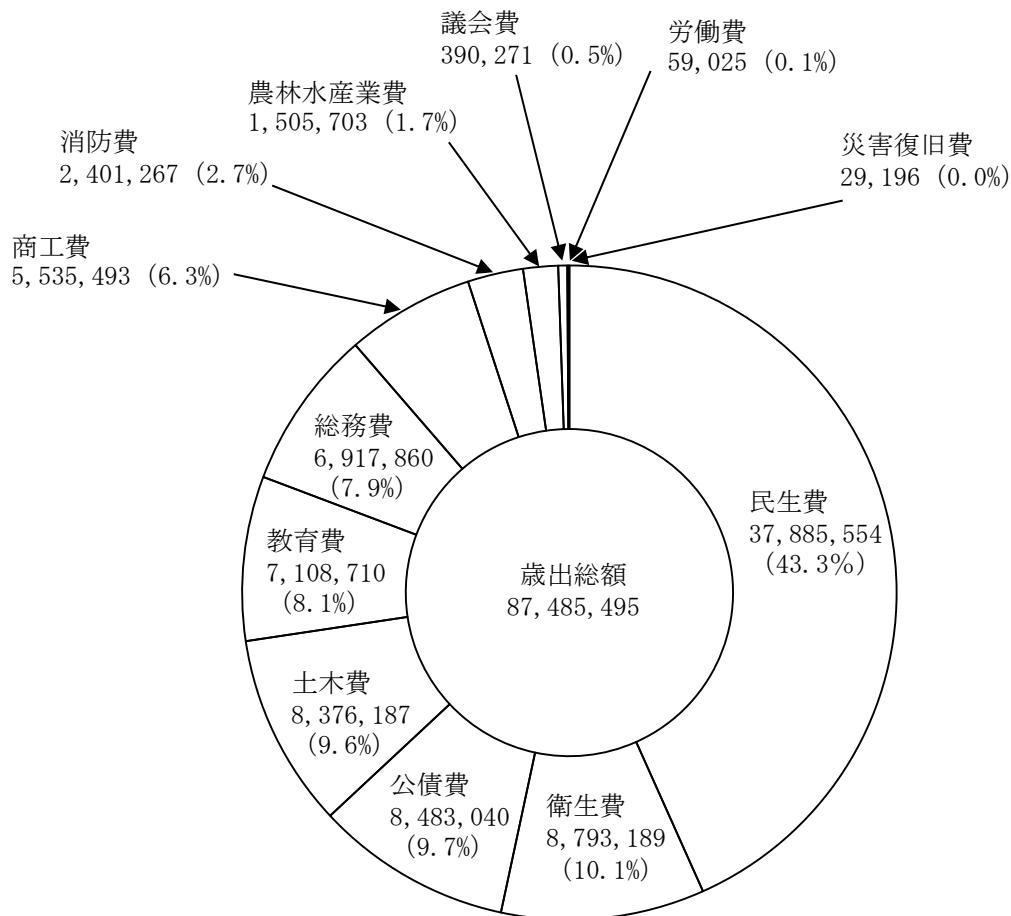 議会費
390,271 (0.5%)
労働費
59,025 (0.1%)
農林水産業費
1,505,703 (1.7%)
消防費
2,401,267 (2.7%)
災害復旧費
29,196 (0.0%)
商工費
5,535,493 (6.3%)
総務費
6,917,860
(7.9%)
民生費
37,885,554
(43.3%)
教育費
7,108,710
(8.1%)
歳出総額
87,485,495
土木費
8,376,187
(9.6%)
公債費
8,483,040
(9.7%)
衛生費
8,793,189
(10.1%)